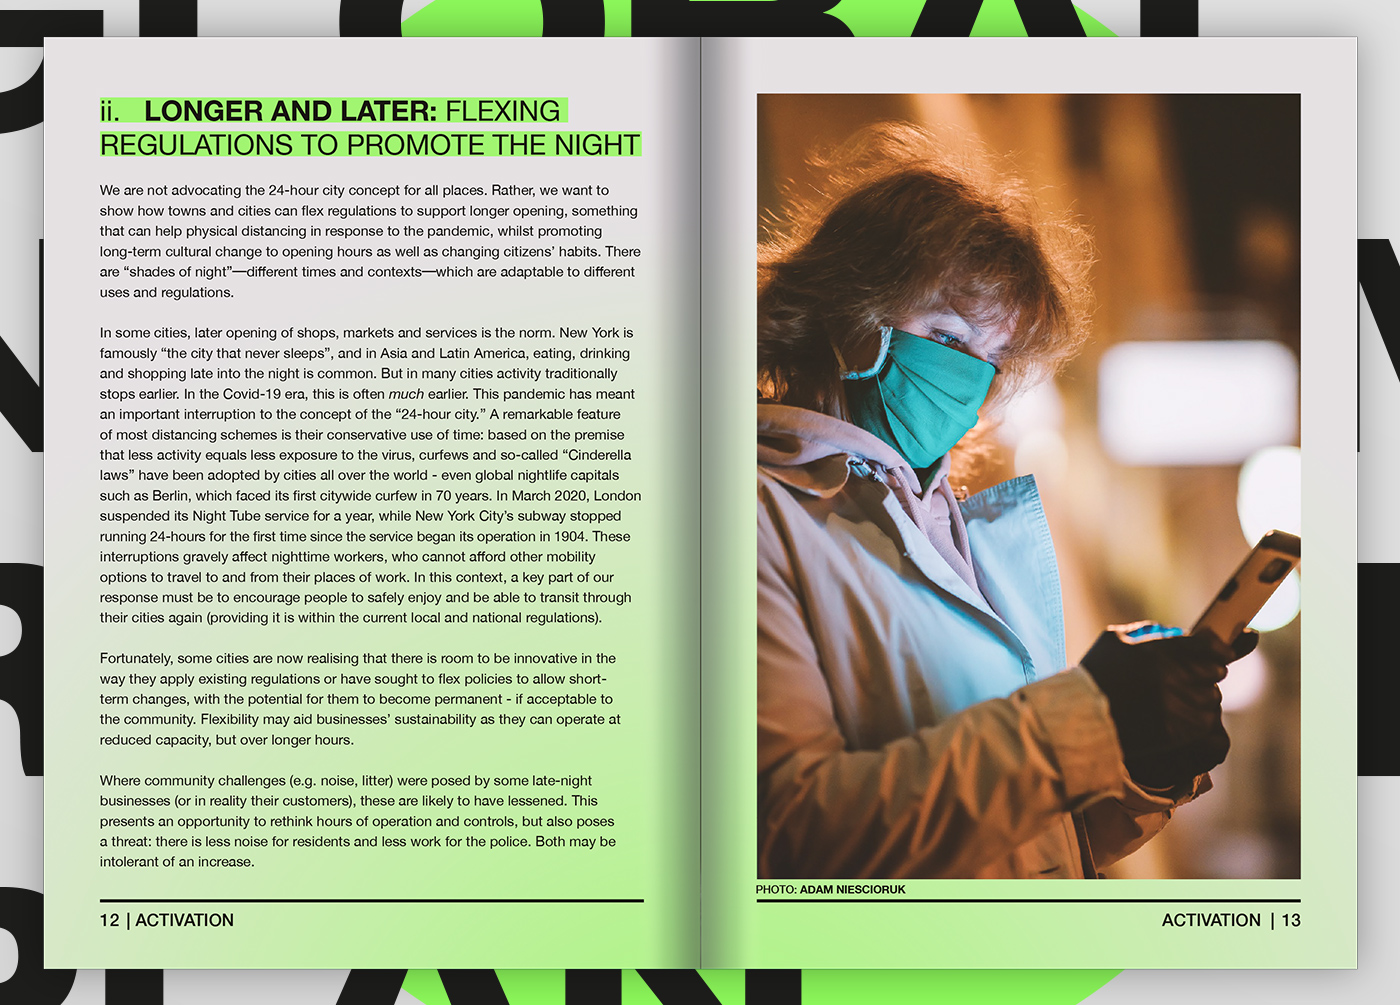 ii. LONGER AND LATER: FLEXING
REGULATIONS TO PROMOTE THE NIGHT
We are not advocating the 24-hour city concept for all places. Rather, we want to
show how towns and cities can flex regulations to support longer opening, something
that can help physical distancing in response to the pandemic, whilst promoting
long-term cultural change to opening hours as well as changing citizens’ habits. There
are “shades of night”—different times and contexts—which are adaptable to different
uses and regulations.
In some cities, later opening of shops, markets and services is the norm. New York is
famously “the city that never sleeps”, and in Asia and Latin America, eating, drinking
and shopping late into the night is common. But in many cities activity traditionally
stops earlier. In the Covid-19 era, this is often much earlier. This pandemic has meant
an important interruption to the concept of the “24-hour city.” A remarkable feature
of most distancing schemes is their conservative use of time: based on the premise
that less activity equals less exposure to the virus, curfews and so-called “Cinderella
laws” have been adopted by cities all over the world - even global nightlife capitals
such as Berlin, which faced its first citywide curfew in 70 years. In March 2020, London
suspended its Night Tube service for a year, while New York City’s subway stopped
running 24-hours for the first time since the service began its operation in 1904. These
interruptions gravely affect nighttime workers, who cannot afford other mobility
options to travel to and from their places of work. In this context, a key part of our
response must be to encourage people to safely enjoy and be able to transit through
their cities again (providing it is within the current local and national regulations).
Fortunately, some cities are now realising that there is room to be innovative in the
way they apply existing regulations or have sought to flex policies to allow short-
term changes, with the potential for them to become permanent - if acceptable to
the community. Flexibility may aid businesses’ sustainability as they can operate at
reduced capacity, but over longer hours.
Where community challenges (e.g. noise, litter) were posed by some late-night
businesses (or in reality their customers), these are likely to have lessened. This
presents an opportunity to rethink hours of operation and controls, but also poses
a threat: there is less noise for residents and less work for the police. Both may be
intolerant of an increase.
12 | ACTIVATION
PHOTO: ADAM NIESCIORUK
ACTIVATION | 13